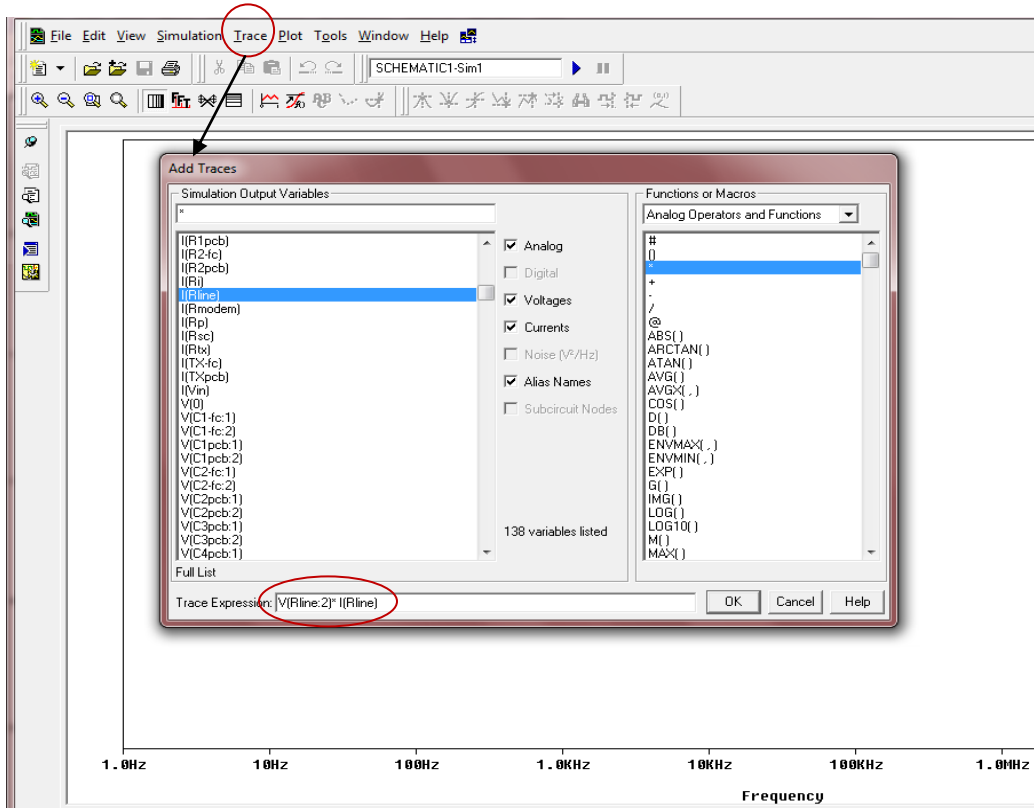 File Edit View Simulation Trace Plot Tools Window Help
SCHEMATIC1-Sim1
FFT
Add Traces
Simulation Output Variables
*
I(R1pcb)
I(R2-fc)
I(R2pcb)
I(Ri)
I(Rline)
I(Rmodem)
I(Rp)
I(Rsc)
I(Rtx)
I(TX-fc)
I(TXpcb)
I(Vin)
V(0)
V(C1-fc:1)
V(C1-fc:2)
V(C1pcb:1)
V(C1pcb:2)
V(C2-fc:1)
V(C2-fc:2)
V(C2pcb:1)
V(C2pcb:2)
V(C3pcb:1)
V(C3pcb:2)
V(C4pcb:1)
Full List
Analog
Digital
Voltages
Currents
Noise (V²/Hz)
Alias Names
Subcircuit Nodes
138 variables listed
Functions or Macros
Analog Operators and Functions
#
()
*
+
-
/
@
ABS( )
ARCTAN( )
ATAN( )
AVG( )
AVGX( , )
COS( )
D( )
DB( )
ENVMAX( , )
ENVMIN( , )
EXP( )
G( )
IMG( )
LOG( )
LOG10( )
M( )
MAX( )
Trace Expression: V(Rline:2)* I(Rline)
OK Cancel Help
1.0Hz 10Hz 100Hz 1.0KHz 10KHz 100KHz 1.0MHz
Frequency